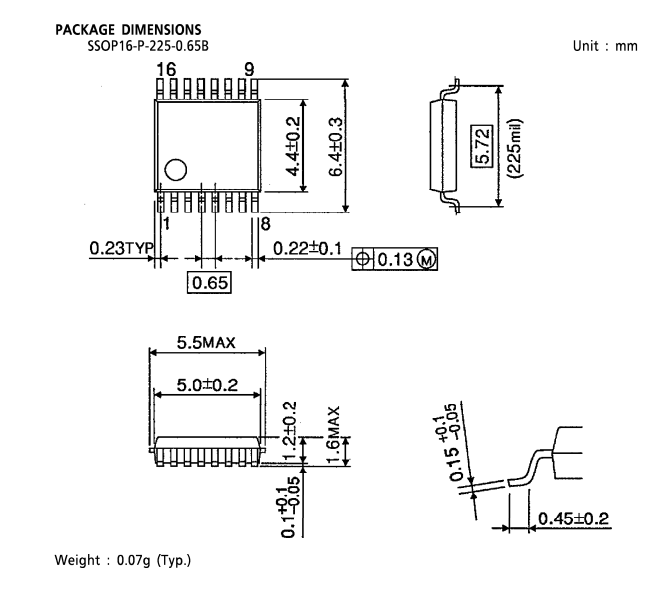 PACKAGE DIMENSIONS
SSOP16-P-225-0.65B
Unit : mm
16
9
4.4±0.2
6.4±0.3
5.72
(225mil)
1
8
0.23TYP
0.22±0.1
0.13 Ⓜ
0.65
5.5MAX
5.0±0.2
1.2±0.2
1.6MAX
0.1+0.1-0.05
0.15 +0.1-0.05
0.45±0.2
Weight : 0.07g (Typ.)